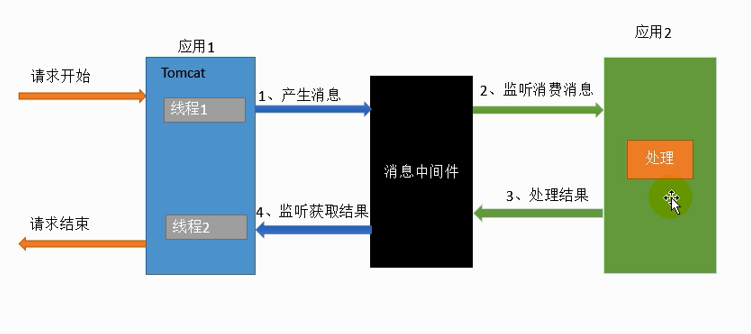 应用1
应用2
请求开始
Tomcat
线程1
1、产生消息
2、监听消费消息
处理
消息中间件
3、处理结果
4、监听获取结果
线程2
请求结束